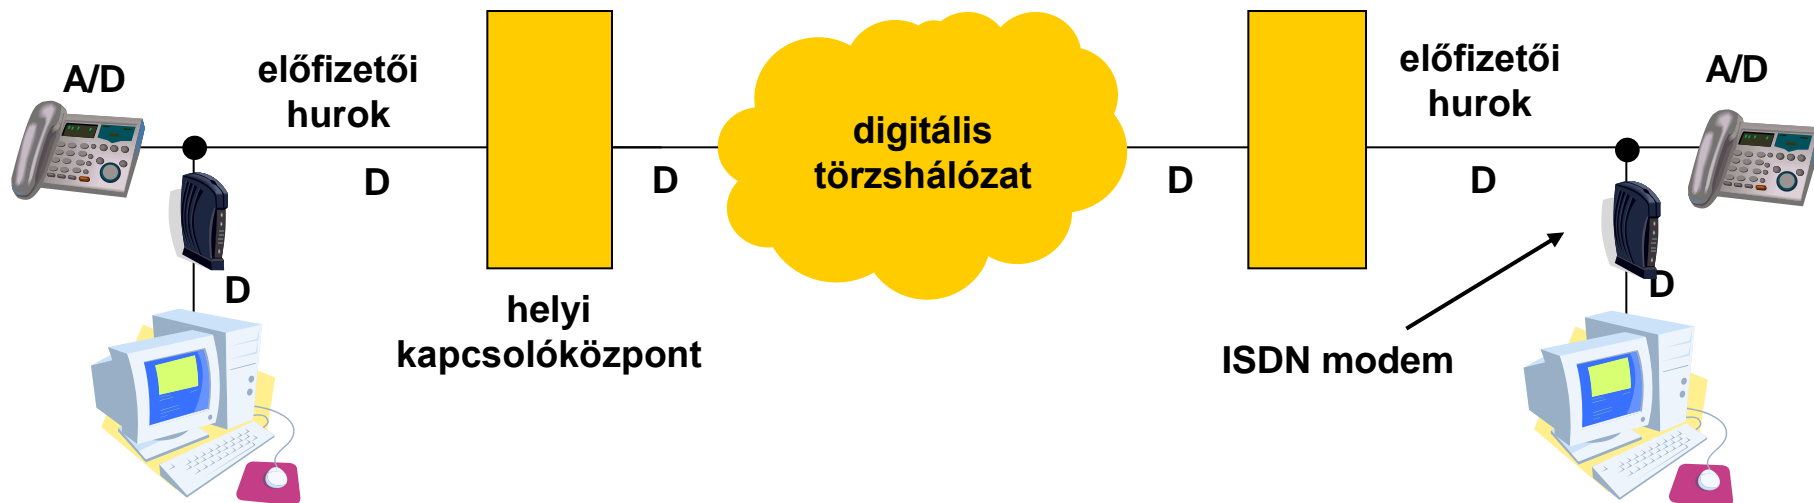 A/D
előfizetői
hurok
D
D
D
helyi
kapcsolóközpont
digitális
törzshálózat
D
előfizetői
hurok
D
A/D
D
ISDN modem